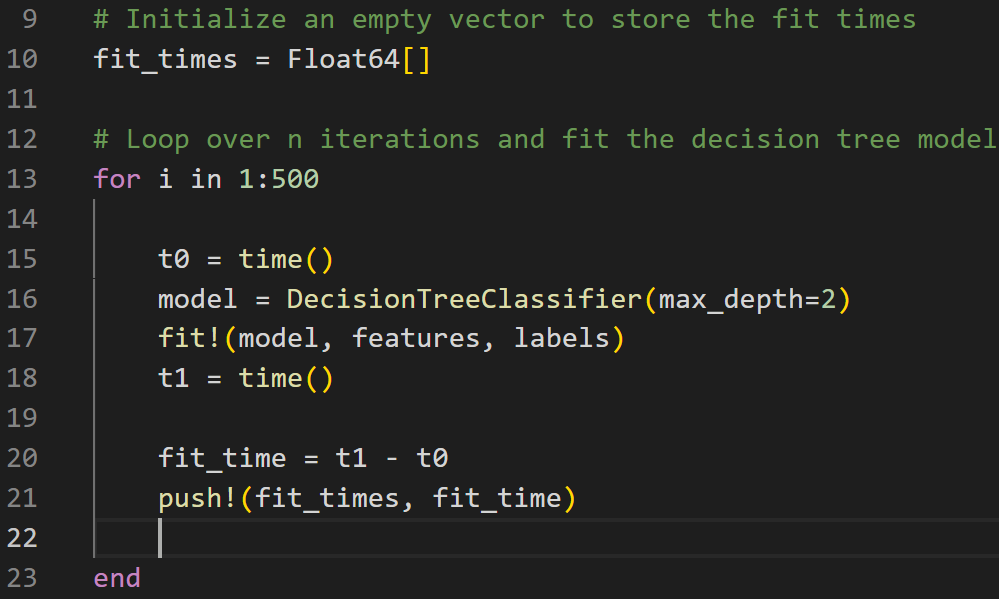 9 # Initialize an empty vector to store the fit times
10 fit_times = Float64[]
11
12 # Loop over n iterations and fit the decision tree model
13 for i in 1:500
14
15     t0 = time()
16     model = DecisionTreeClassifier(max_depth=2)
17     fit!(model, features, labels)
18     t1 = time()
19
20     fit_time = t1 - t0
21     push!(fit_times, fit_time)
22
23 end